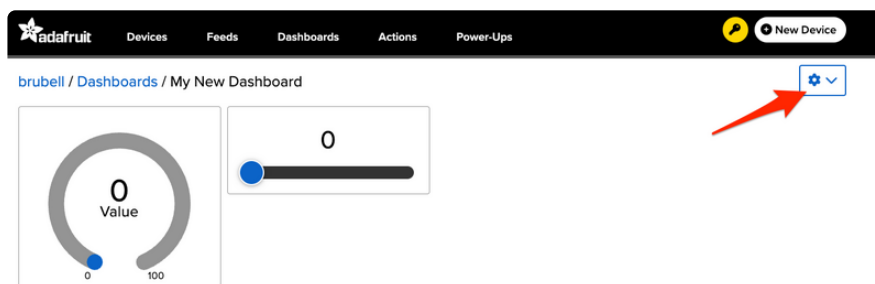 adafruit Devices Feeds Dashboards Actions Power-Ups New Device
brubell / Dashboards / My New Dashboard
0
0
Value
0 100